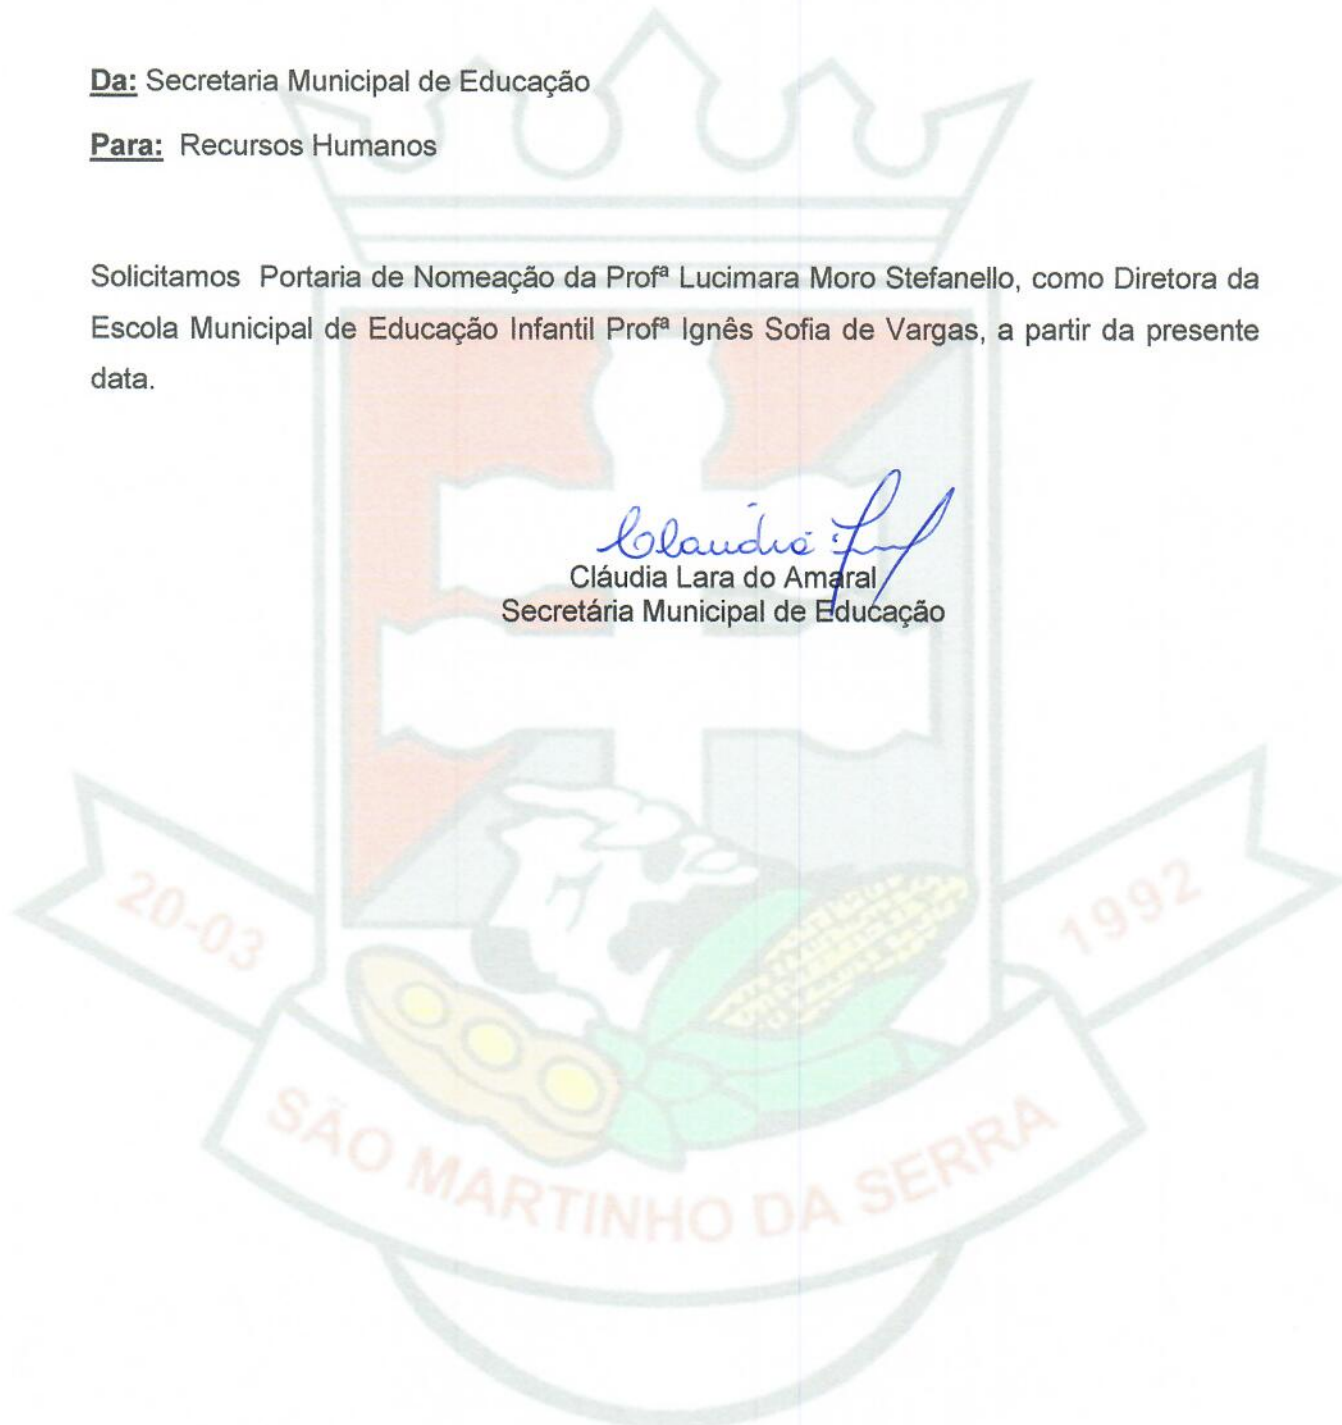 Da: Secretaria Municipal de Educação
Para: Recursos Humanos
Solicitamos Portaria de Nomeação da Profª Lucimara Moro Stefanello, como Diretora da
Escola Municipal de Educação Infantil Profª Ignês Sofia de Vargas, a partir da presente
data.
Claudia
Cláudia Lara do Amaral
Secretária Municipal de Educação
20-03
1992
SÃO MARTINHO DA SERRA